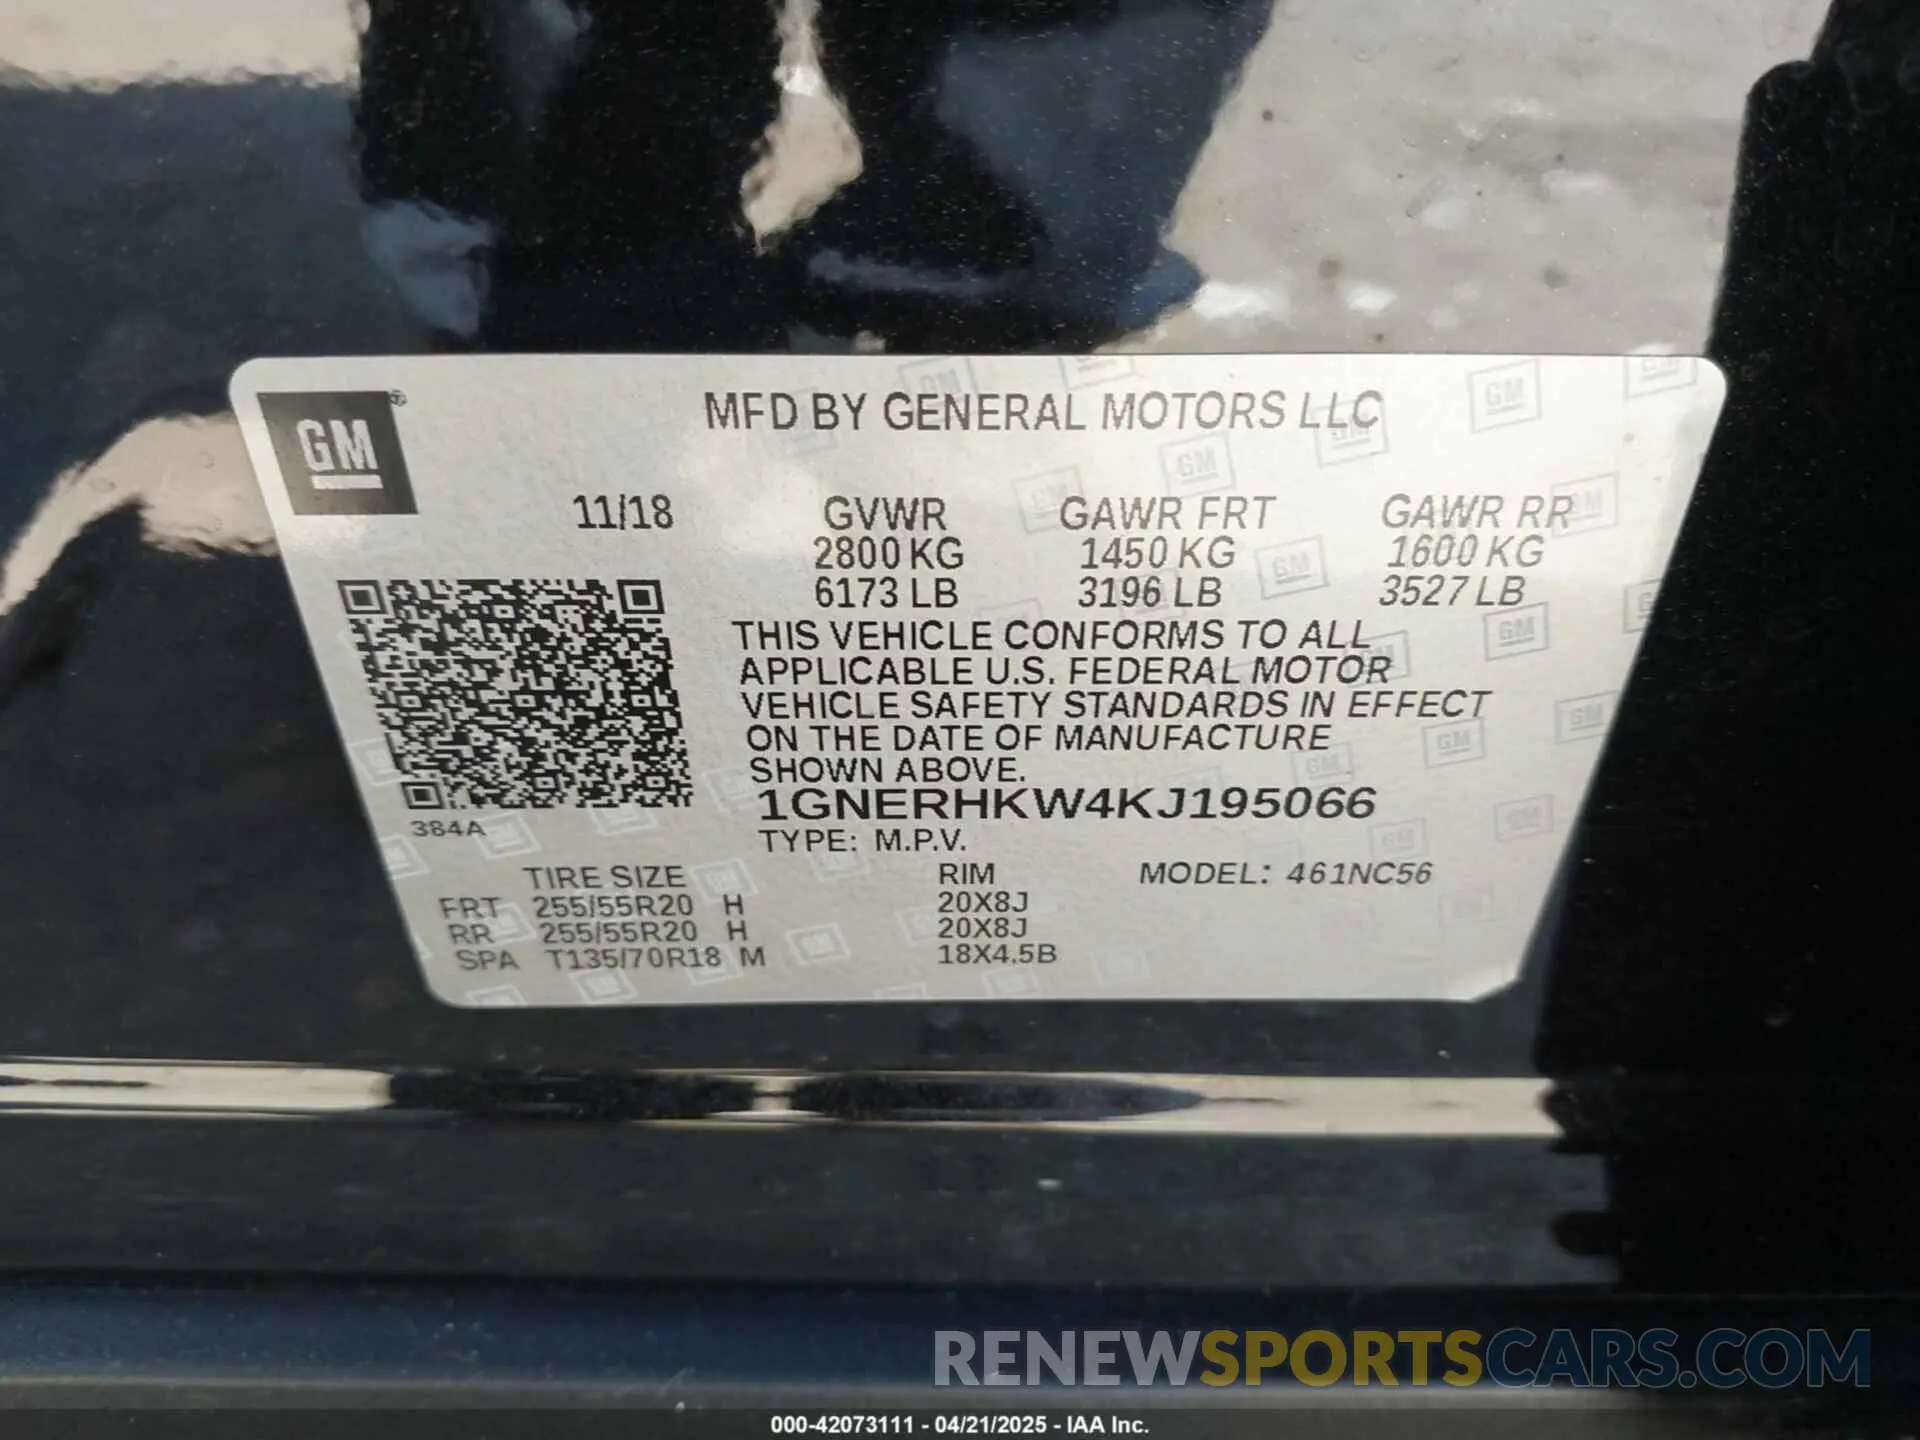 GM
MFD BY GENERAL MOTORS LLC
11/18 GVWR GAWR FRT GAWR RR
2800 KG 1450 KG 1600 KG
6173 LB 3196 LB 3527 LB
THIS VEHICLE CONFORMS TO ALL
APPLICABLE U.S. FEDERAL MOTOR
VEHICLE SAFETY STANDARDS IN EFFECT
ON THE DATE OF MANUFACTURE
SHOWN ABOVE.
1GNERHKW4KJ195066
384A
TYPE: M.P.V.
TIRE SIZE RIM MODEL: 461NC56
FRT 255/55R20 H 20X8J
RR 255/55R20 H 20X8J
SPA T135/70R18 M 18X4.5B
RENEWSPORTSCARS.COM
000-42073111 - 04/21/2025 - IAA Inc.